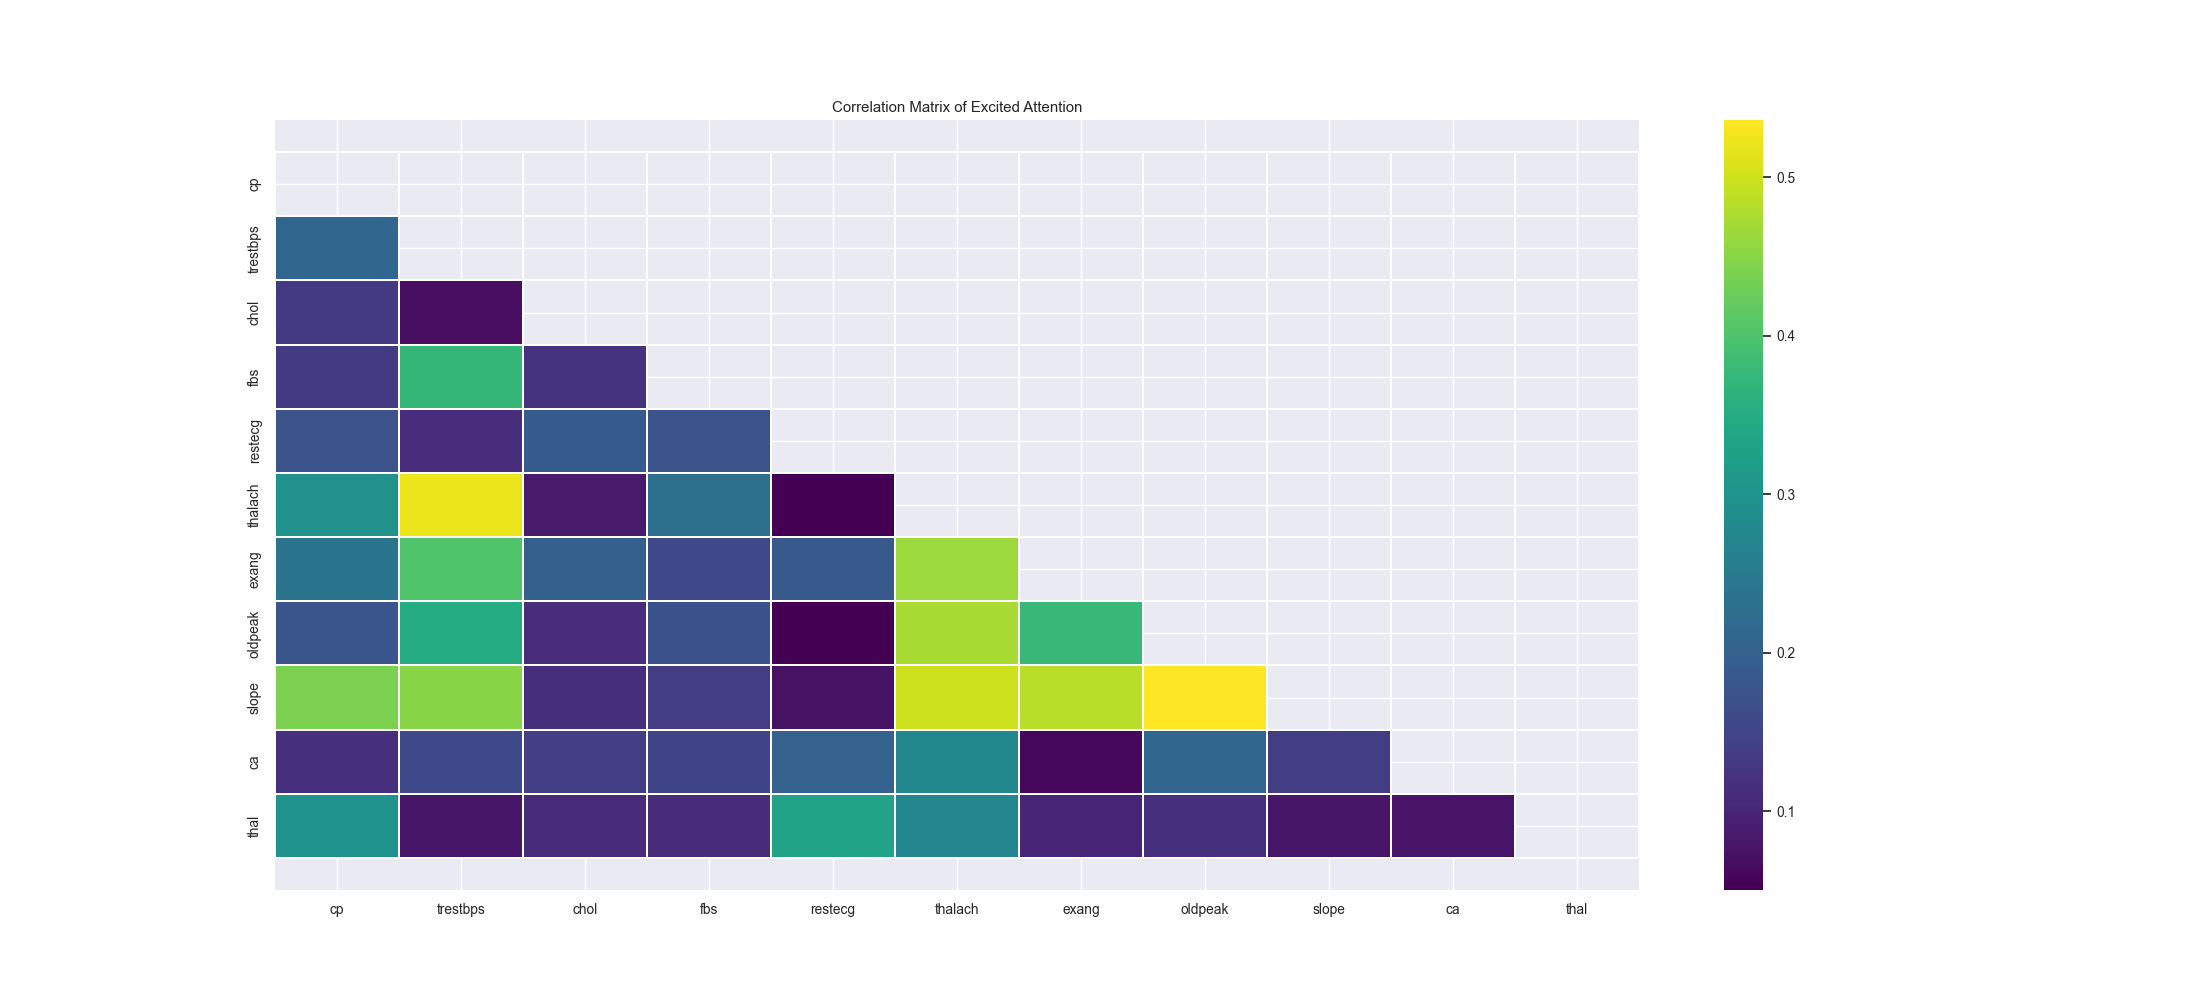 Correlation Matrix of Excited Attention
cp
trestbps
chol
fbs
restecg
thalach
exang
oldpeak
slope
ca
thal
cp trestbps chol fbs restecg thalach exang oldpeak slope ca thal
0.5
0.4
0.3
0.2
0.1